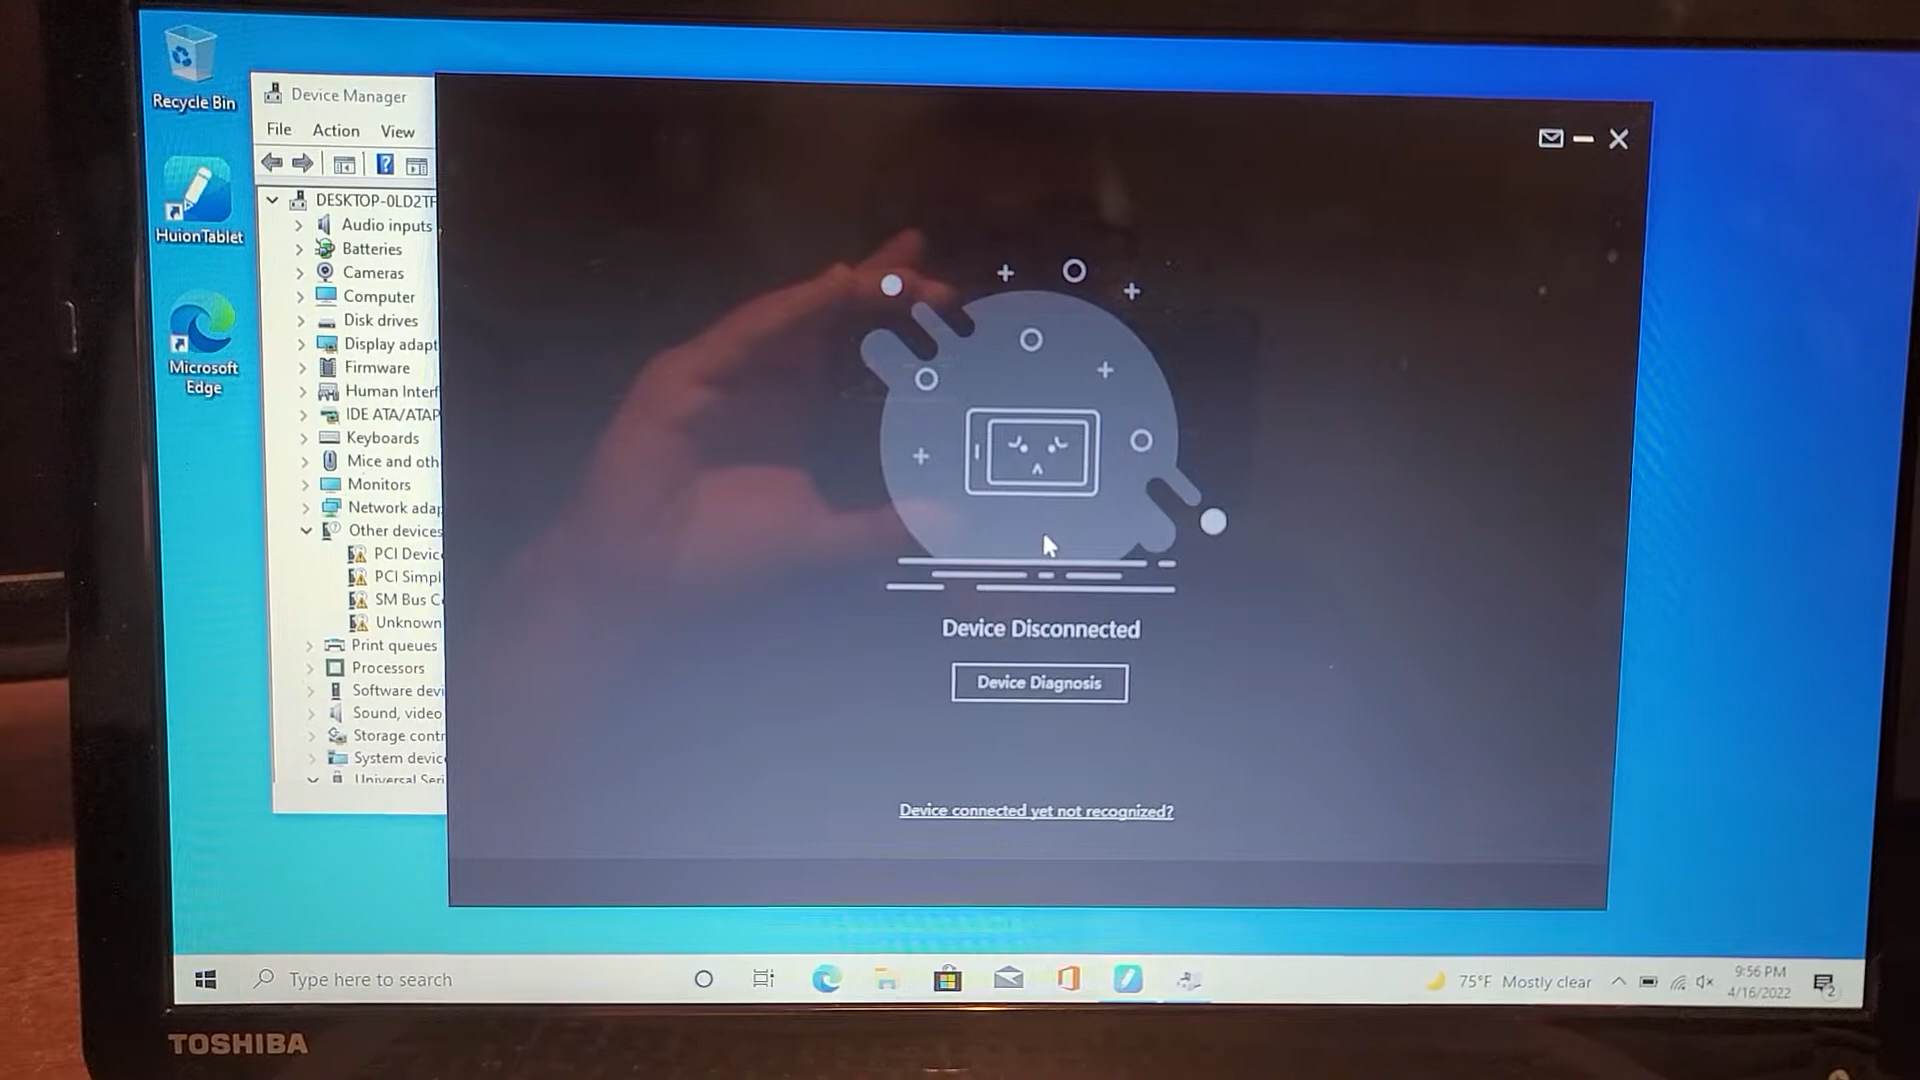 Recycle Bin
HuionTablet
Microsoft
Edge
Device Manager
File Action View
DESKTOP-0LD2TF
Audio inputs
Batteries
Cameras
Computer
Disk drives
Display adapt
Firmware
Human Interf
IDE ATA/ATAP
Keyboards
Mice and oth
Monitors
Network adap
Other devices
PCI Devic
PCI Simpl
SM Bus C
Unknown
Print queues
Processors
Software devi
Sound, video
Storage contr
System device
Universal Seri
Device Disconnected
Device Diagnosis
Device connected yet not recognized?
Type here to search
75°F Mostly clear
9:56 PM
4/16/2022
2
TOSHIBA